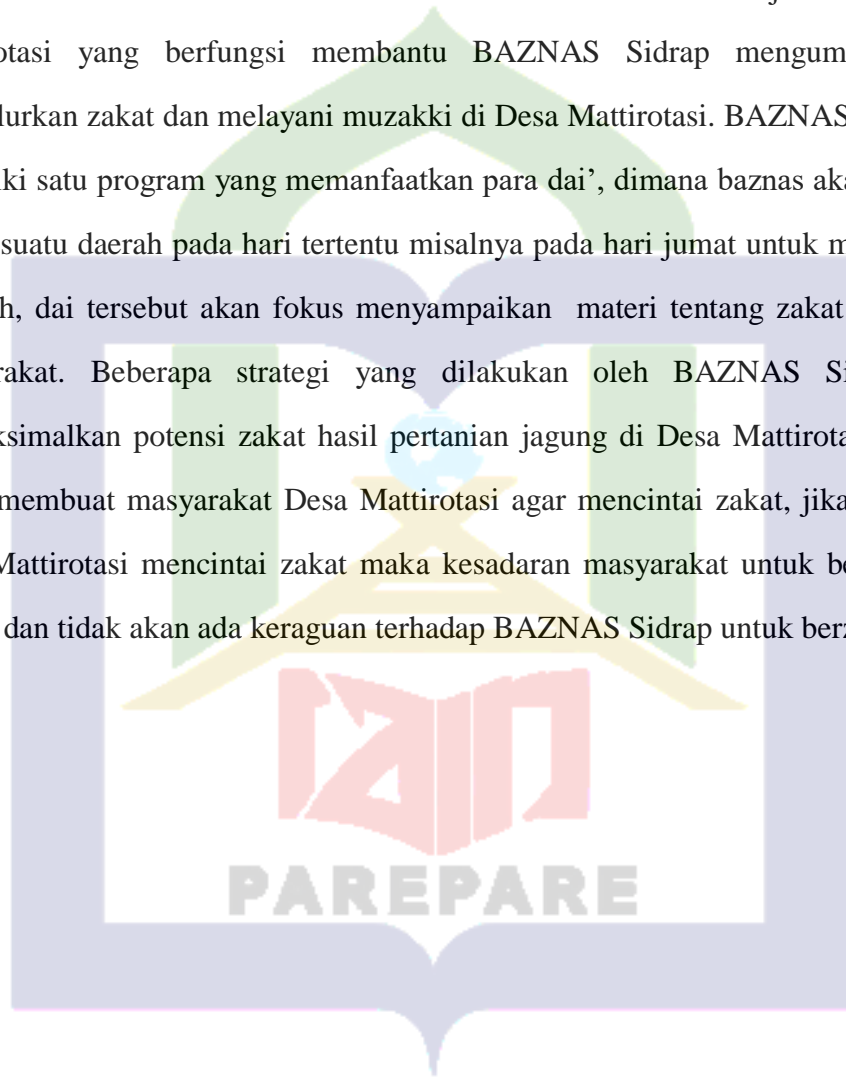 otasi yang berfungsi membantu BAZNAS Sidrap mengum
lurkan zakat dan melayani muzakki di Desa Mattirotasi. BAZNAS
ki satu program yang memanfaatkan para dai’, dimana baznas aka
suatu daerah pada hari tertentu misalnya pada hari jumat untuk m
h, dai tersebut akan fokus menyampaikan materi tentang zakat
rakat. Beberapa strategi yang dilakukan oleh BAZNAS Si
ksimalkan potensi zakat hasil pertanian jagung di Desa Mattirota
membuat masyarakat Desa Mattirotasi agar mencintai zakat, jika
Mattirotasi mencintai zakat maka kesadaran masyarakat untuk be
dan tidak akan ada keraguan terhadap BAZNAS Sidrap untuk berz
iain
PAREPARE